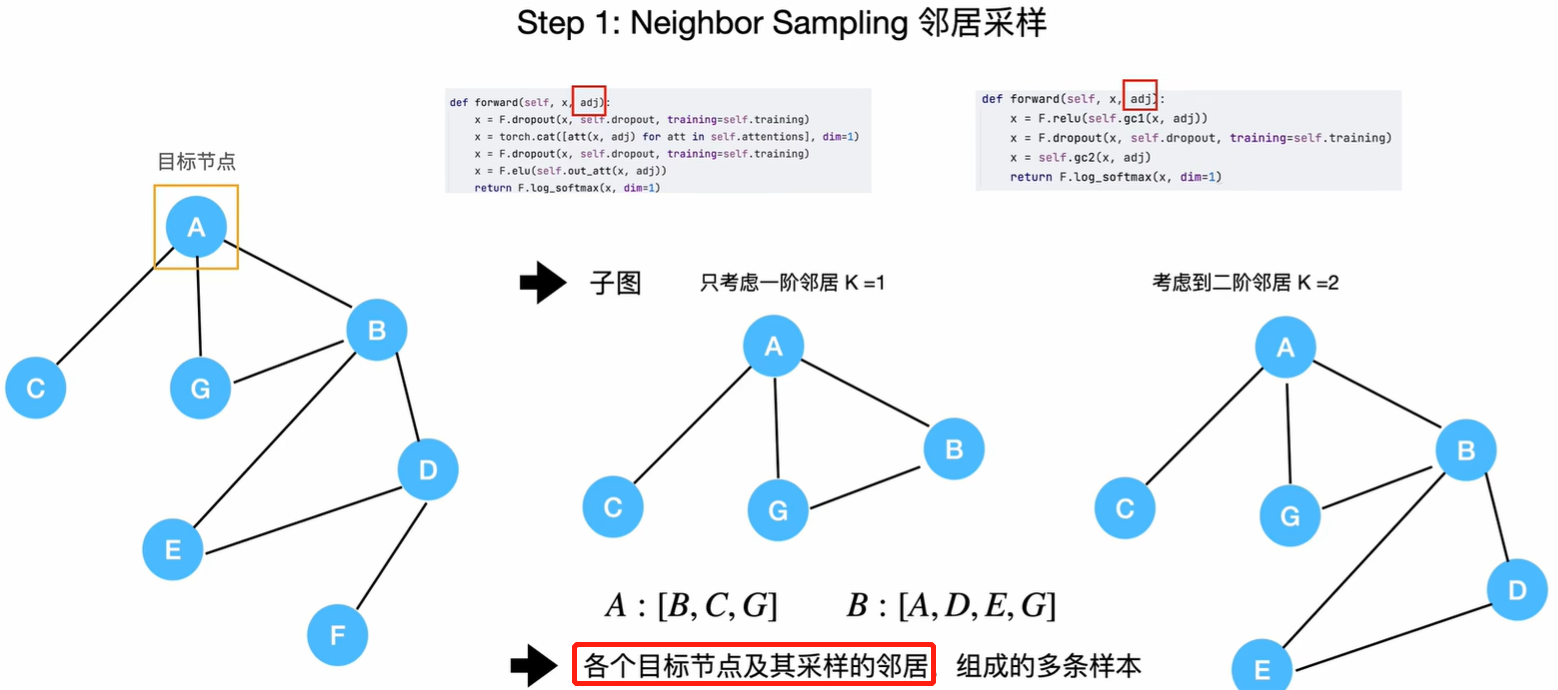 Step 1: Neighbor Sampling 邻居采样
def forward(self, x, adj):
x = F.dropout(x, self.dropout, training=self.training)
x = torch.cat([att(x, adj) for att in self.attentions], dim=1)
x = F.dropout(x, self.dropout, training=self.training)
x = F.elu(self.out_att(x, adj))
return F.log_softmax(x, dim=1)
def forward(self, x, adj):
x = F.relu(self.gc1(x, adj))
x = F.dropout(x, self.dropout, training=self.training)
x = self.gc2(x, adj)
return F.log_softmax(x, dim=1)
目标节点
A
B
C
G
D
E
F
子图
只考虑一阶邻居 K =1
A
B
C
G
考虑到二阶邻居 K =2
A
B
C
G
D
E
A : [B, C, G]
B : [A, D, E, G]
各个目标节点及其采样的邻居 组成的多条样本